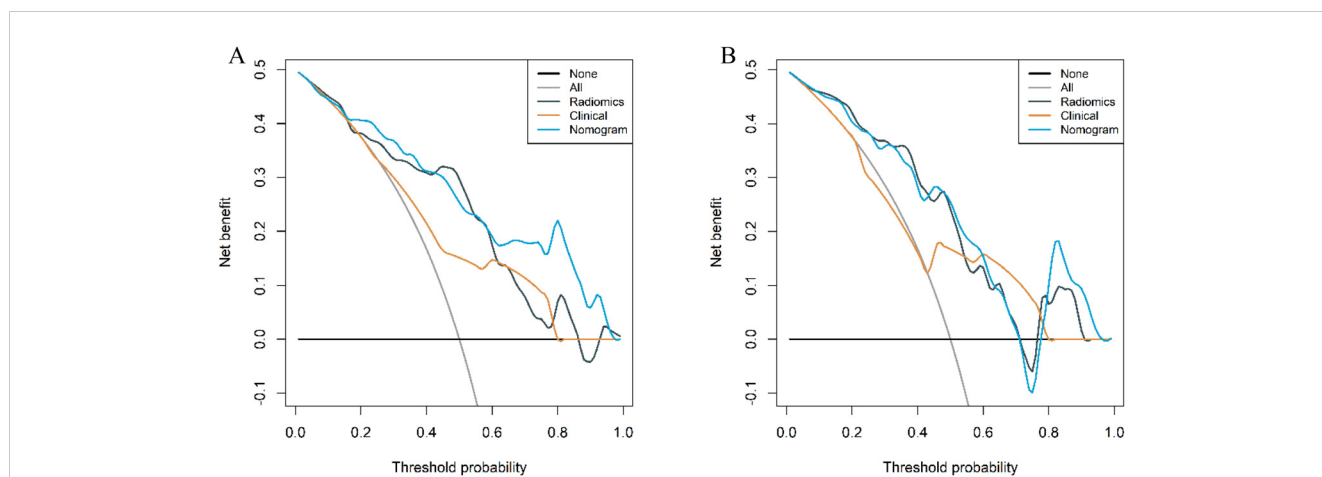 A
0.5
0.4
0.3
0.2
0.1
0.0
-0.1
Net benefit
None
All
Radiomics
Clinical
Nomogram
0.0 0.2 0.4 0.6 0.8 1.0
Threshold probability
B
0.5
0.4
0.3
0.2
0.1
0.0
-0.1
Net benefit
None
All
Radiomics
Clinical
Nomogram
0.0 0.2 0.4 0.6 0.8 1.0
Threshold probability